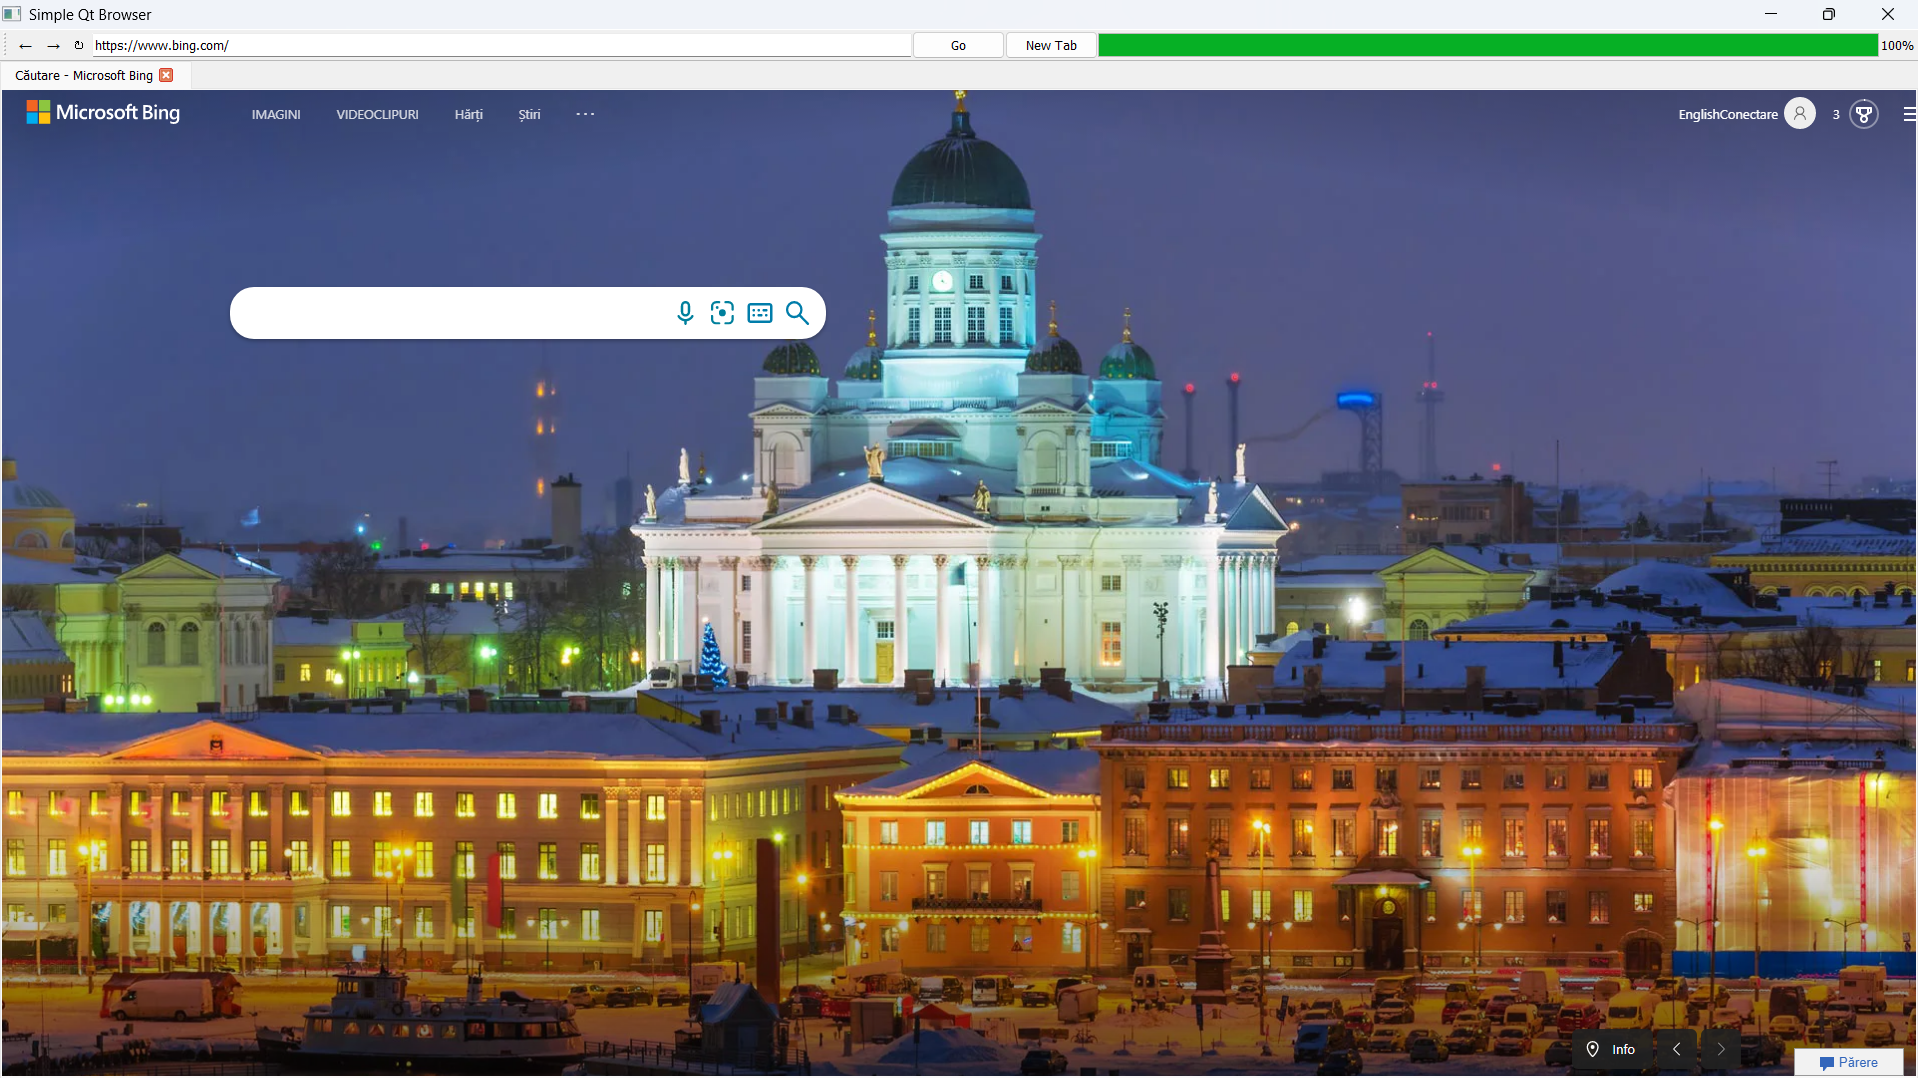 Simple Qt Browser
https://www.bing.com/ Go New Tab 100%
Căutare - Microsoft Bing
Microsoft Bing IMAGINI VIDEOCLIPURI Hărți Știri ··· EnglishConectare 3
Info
Părere